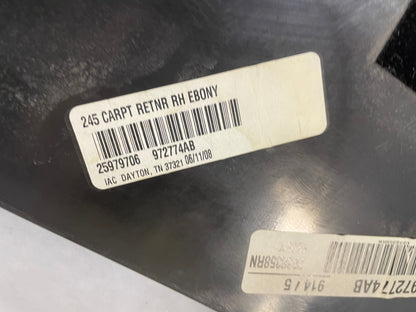 245 CARPT RETNR RH EBONY
25979706 972774AB
IAC DAYTON, TN 37321 06/11/08
914 / 5
972774AB